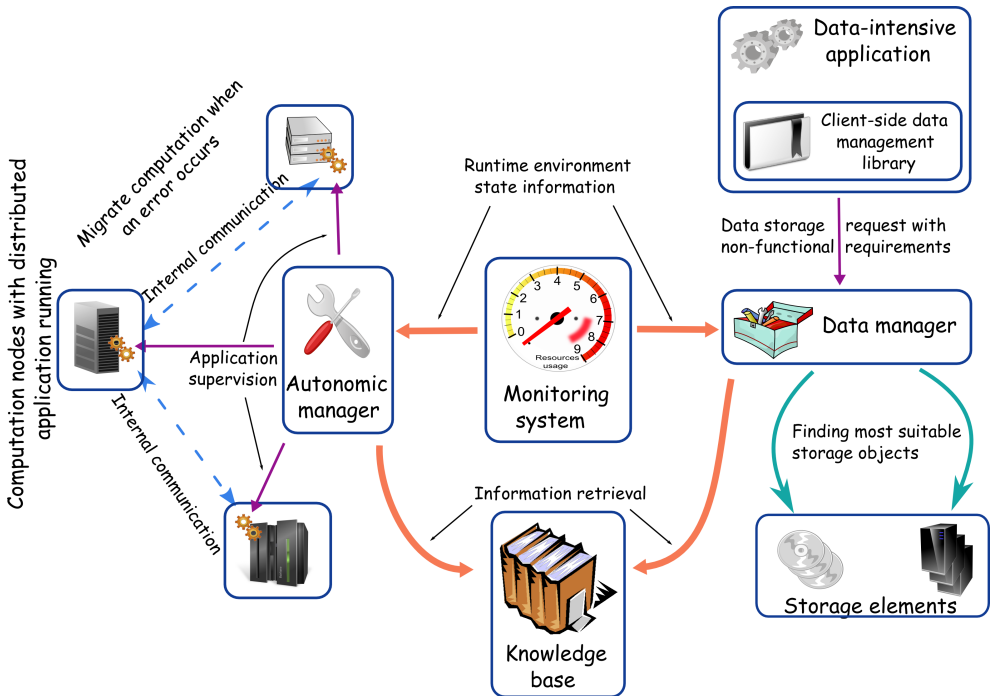 Computation nodes with distributed
application running
Migrate computation when
an error occurs
Internal communication
Internal communication
Application
supervision
Autonomic
manager
Runtime environment
state information
0
1
2
3
4
5
6
7
8
9
Resources
usage
Monitoring
system
Information retrieval
Knowledge
base
Data-intensive
application
Client-side data
management
library
Data storage request with
non-functional requirements
Data manager
Finding most suitable
storage objects
Storage elements